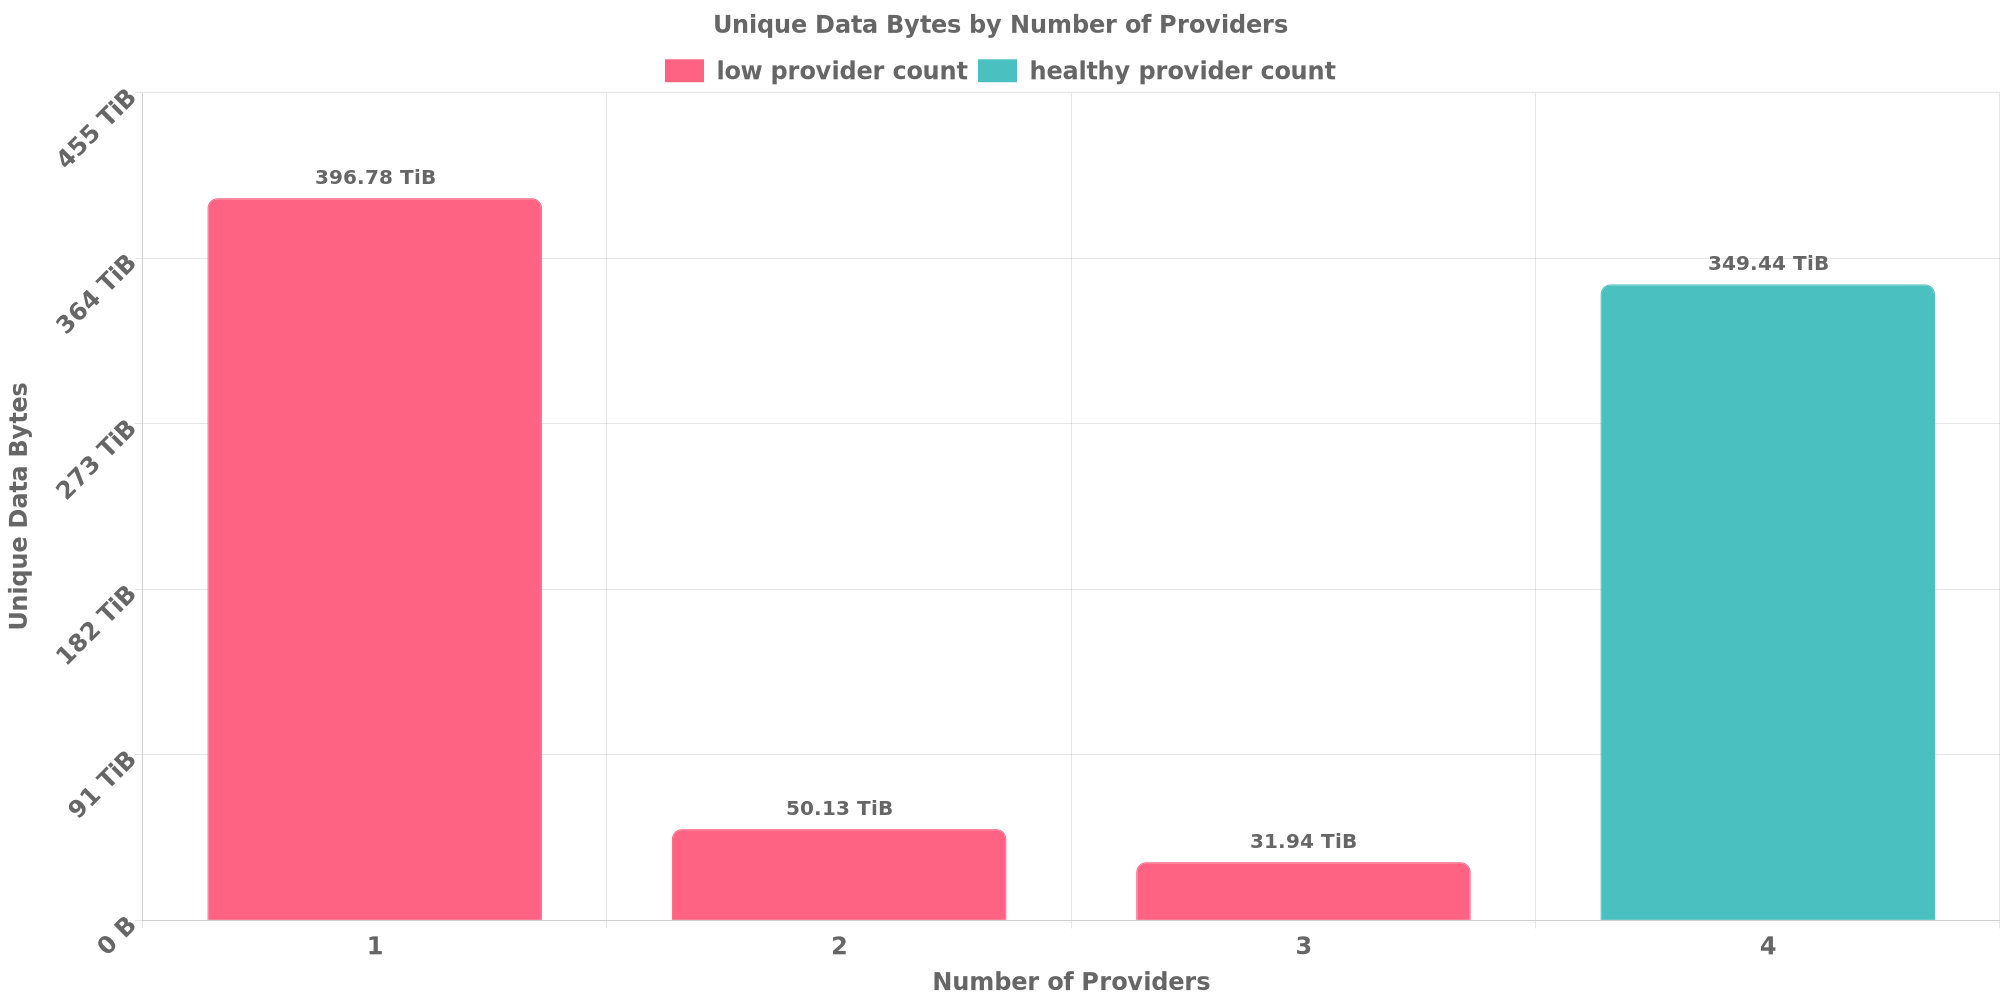 Unique Data Bytes by Number of Providers
low provider count healthy provider count
455 TiB
364 TiB
273 TiB
182 TiB
91 TiB
0 B
Unique Data Bytes
396.78 TiB
50.13 TiB
31.94 TiB
349.44 TiB
1 2 3 4
Number of Providers